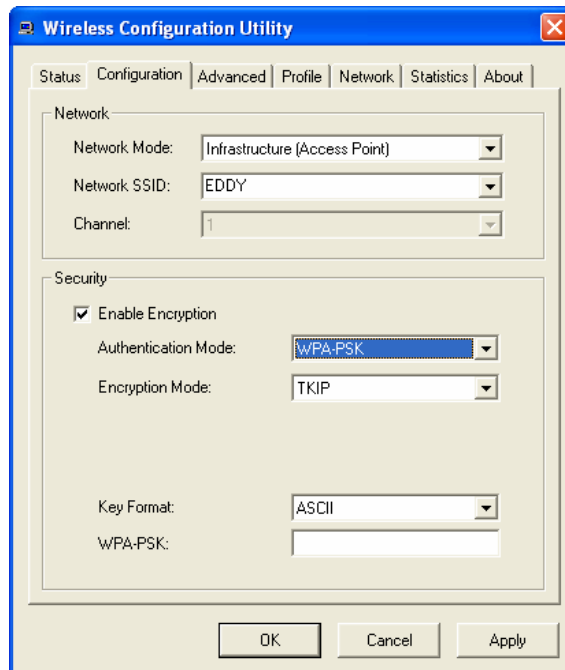 Wireless Configuration Utility
Status Configuration Advanced Profile Network Statistics About
Network
Network Mode: Infrastructure (Access Point)
Network SSID: EDDY
Channel: 1
Security
Enable Encryption
Authentication Mode: WPA-PSK
Encryption Mode: TKIP
Key Format: ASCII
WPA-PSK:
OK Cancel Apply